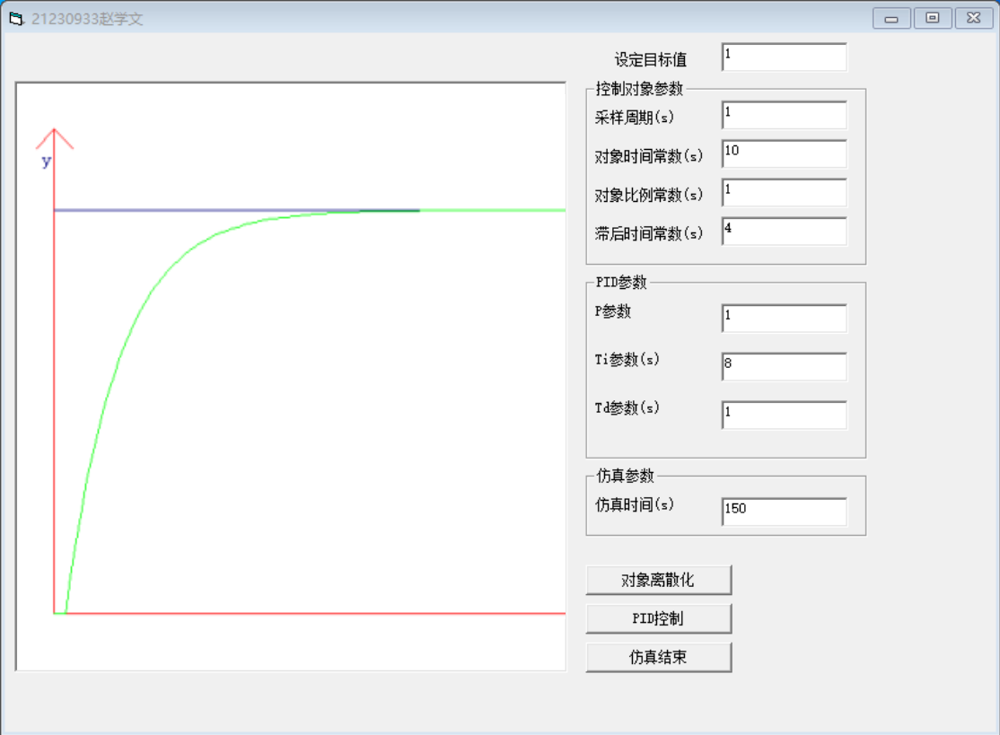 21230933赵学文
设定目标值 1
控制对象参数
采样周期(s) 1
对象时间常数(s) 10
对象比例常数(s) 1
滞后时间常数(s) 4
y
PID参数
P参数 1
Ti参数(s) 8
Td参数(s) 1
仿真参数
仿真时间(s) 150
对象离散化
PID控制
仿真结束